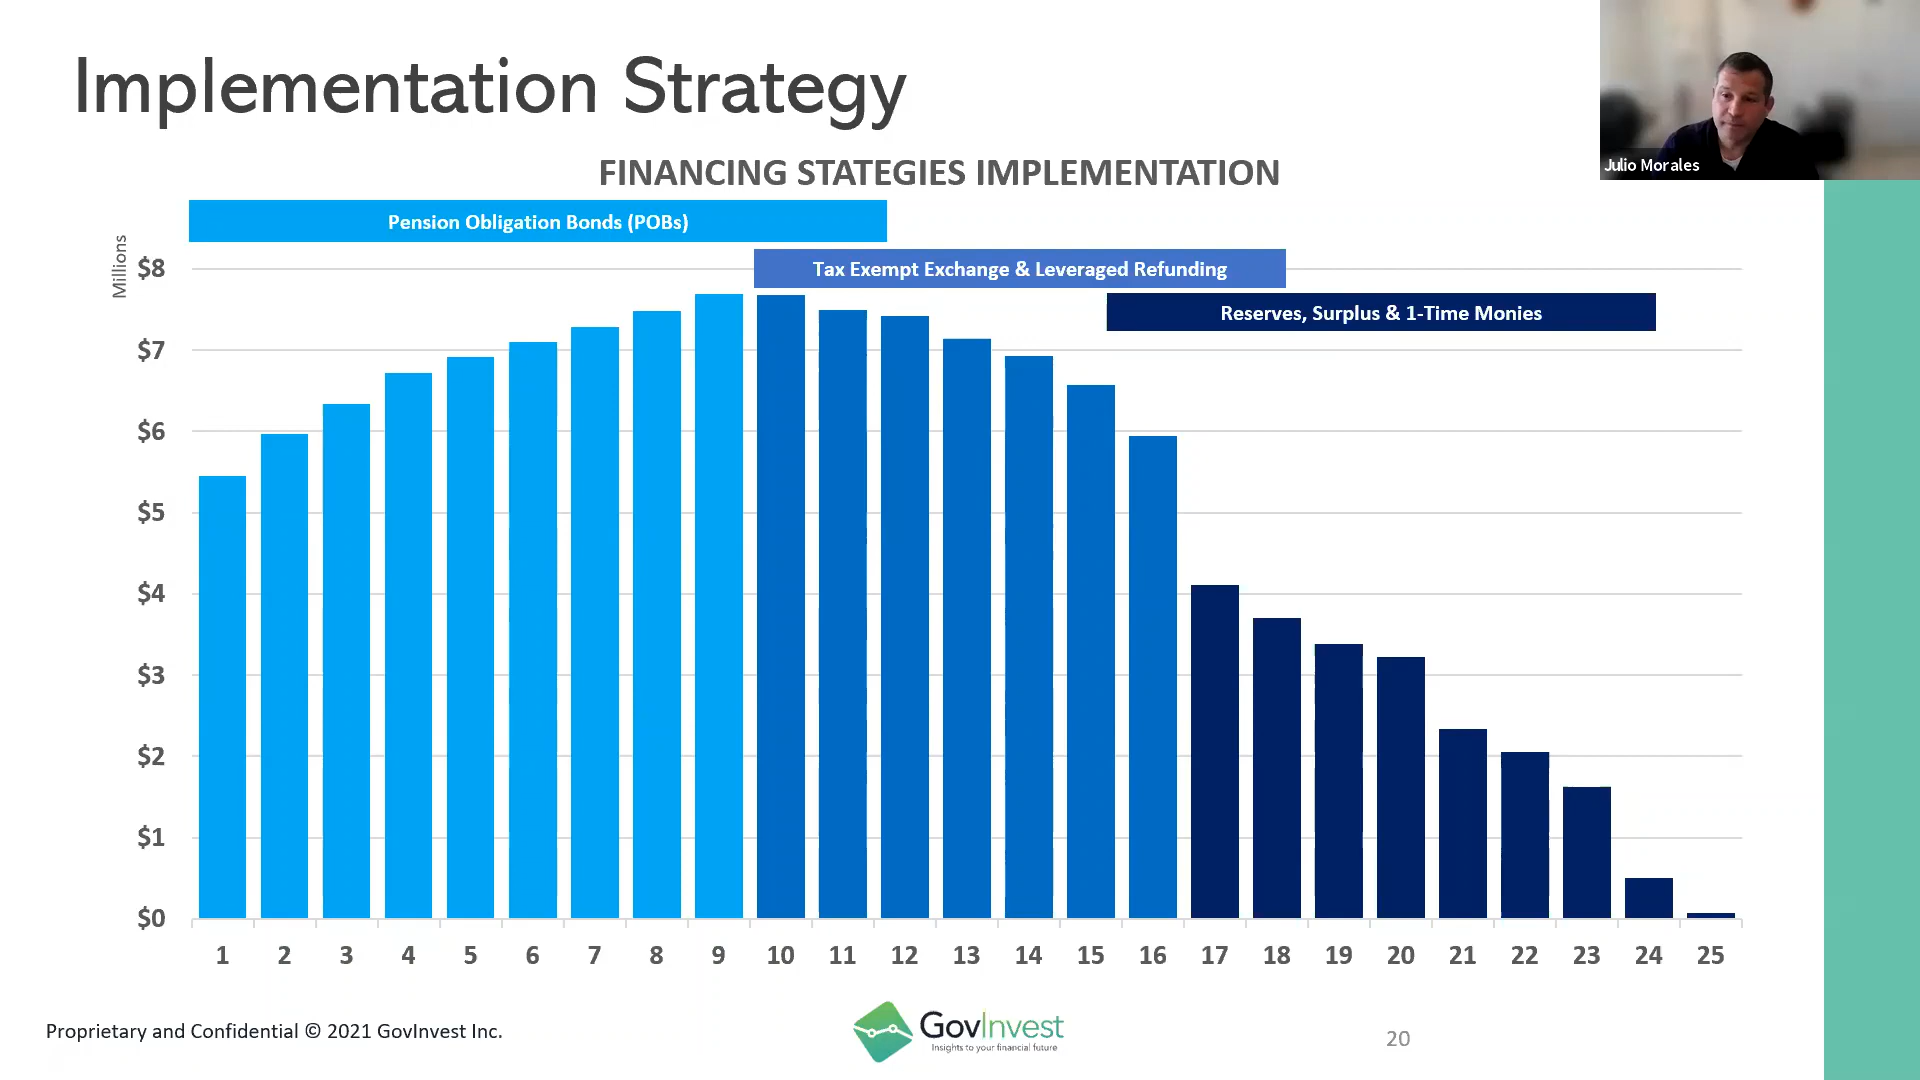 Implementation Strategy
Julio Morales
FINANCING STATEGIES IMPLEMENTATION
Pension Obligation Bonds (POBs)
Tax Exempt Exchange & Leveraged Refunding
Reserves, Surplus & 1-Time Monies
Millions
$8
$7
$6
$5
$4
$3
$2
$1
$0
1 2 3 4 5 6 7 8 9 10 11 12 13 14 15 16 17 18 19 20 21 22 23 24 25
Proprietary and Confidential © 2021 GovInvest Inc.
GovInvest
Insights to your financial future
20